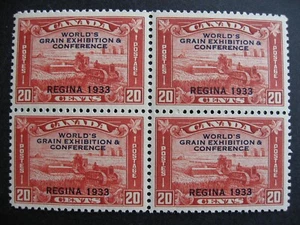 CANADA CANADA
WORLD'S WORLD'S
GRAIN EXHIBITION & GRAIN EXHIBITION &
CONFERENCE CONFERENCE
POSTES POSTAGE POSTES POSTAGE
REGINA 1933 REGINA 1933
20 CENTS 20 20 CENTS 20
CANADA CANADA
WORLD'S WORLD'S
GRAIN EXHIBITION & GRAIN EXHIBITION &
CONFERENCE CONFERENCE
POSTES POSTAGE POSTES POSTAGE
REGINA 1933 REGINA 1933
20 CENTS 20 20 CENTS 20